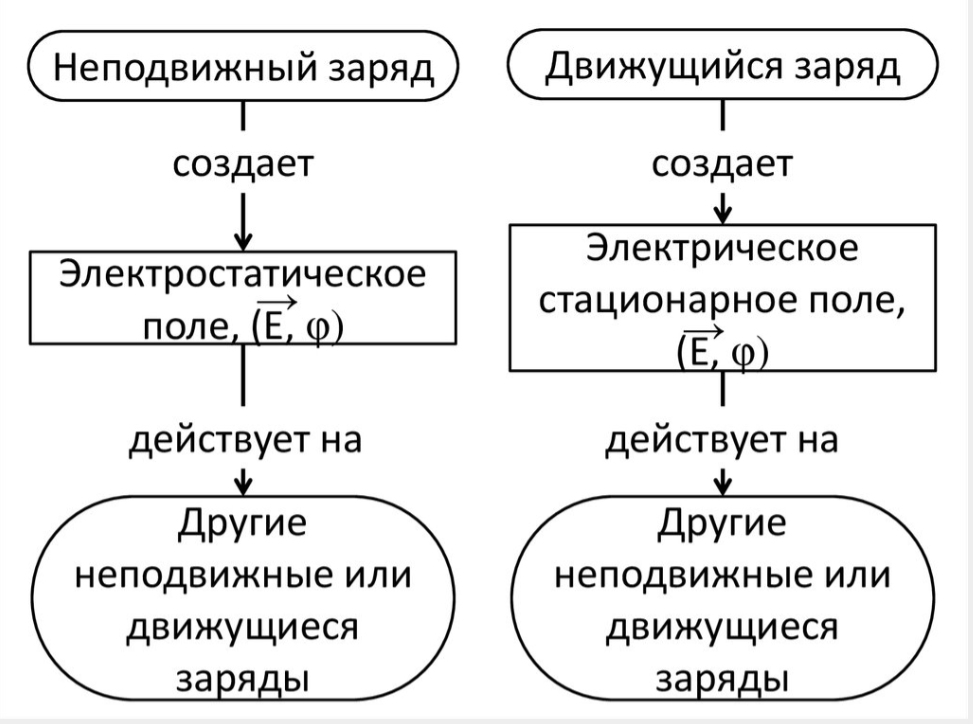 Неподвижный заряд
создает
Электростатическое
поле, (E, φ)
действует на
Другие
неподвижные или
движущиеся
заряды
Движущийся заряд
создает
Электрическое
стационарное поле,
(E, φ)
действует на
Другие
неподвижные или
движущиеся
заряды